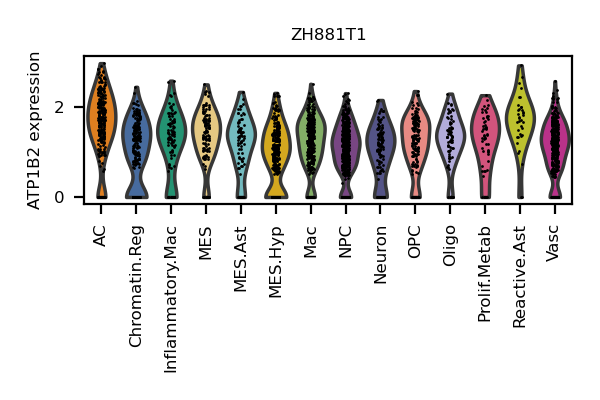 ZH881T1
ATP1B2 expression
2
0
AC
Chromatin.Reg
Inflammatory.Mac
MES
MES.Ast
MES.Hyp
Mac
NPC
Neuron
OPC
Oligo
Prolif.Metab
Reactive.Ast
Vasc